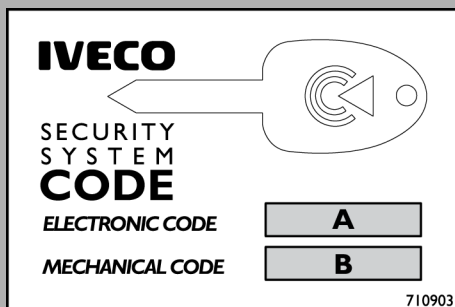 IVECO
SECURITY
SYSTEM
CODE
ELECTRONIC CODE A
MECHANICAL CODE B
710903